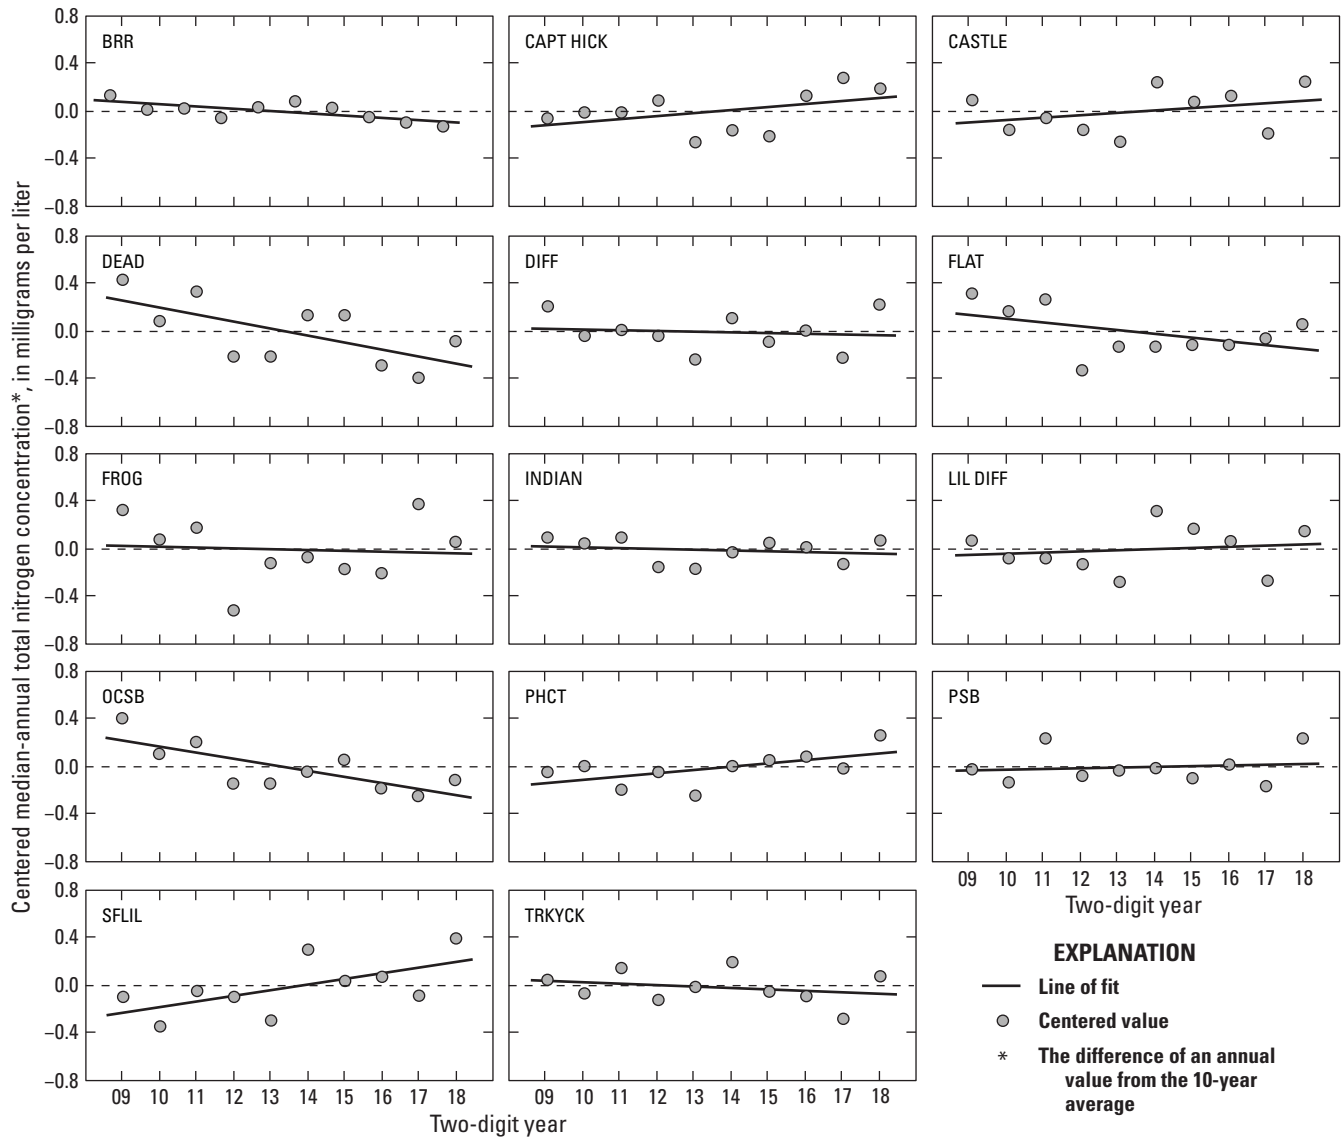 Centered median-annual total nitrogen concentration*, in milligrams per liter
0.8
0.4
0.0
−0.4
−0.8
BRR
CAPT HICK
CASTLE
0.8
0.4
0.0
−0.4
−0.8
DEAD
DIFF
FLAT
0.8
0.4
0.0
−0.4
−0.8
FROG
INDIAN
LIL DIFF
0.8
0.4
0.0
−0.4
−0.8
OCSB
PHCT
PSB
09 10 11 12 13 14 15 16 17 18
Two-digit year
0.8
0.4
0.0
−0.4
−0.8
SFLIL
TRKYCK
09 10 11 12 13 14 15 16 17 18
09 10 11 12 13 14 15 16 17 18
Two-digit year
EXPLANATION
Line of fit
Centered value
* The difference of an annual
value from the 10-year
average